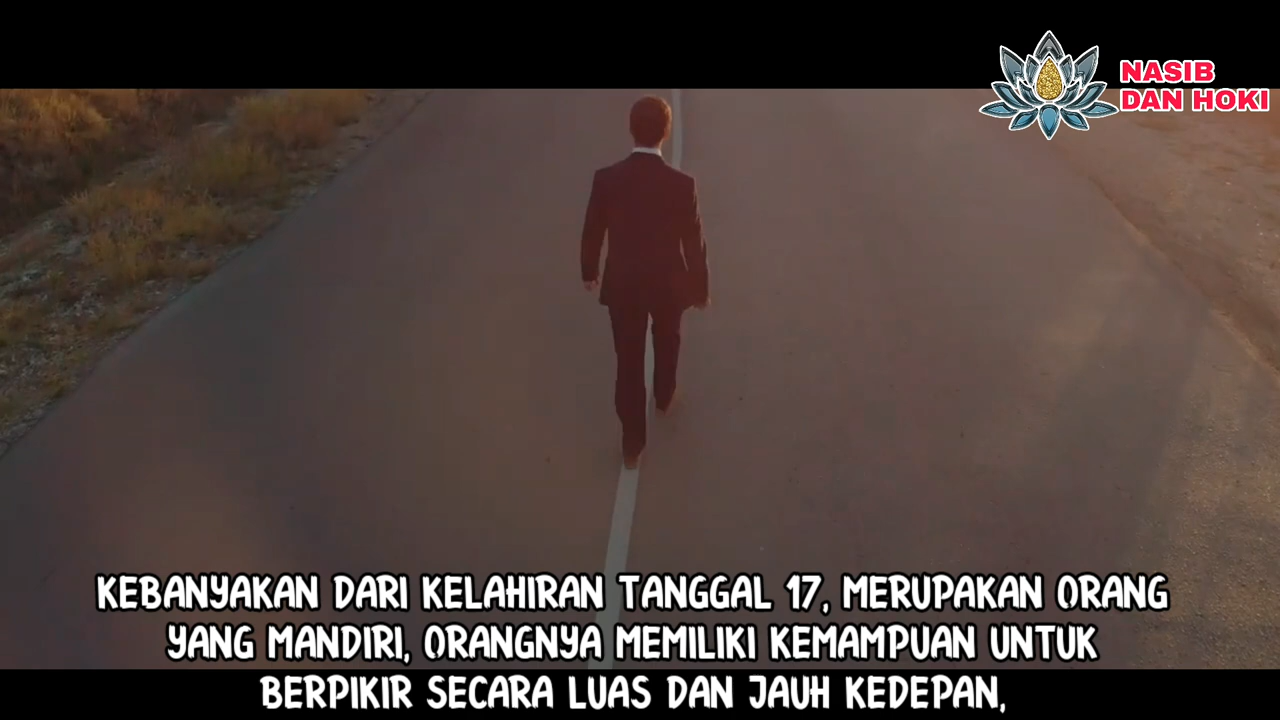 NASIB
DAN HOKI
KEBANYAKAN DARI KELAHIRAN TANGGAL 17, MERUPAKAN ORANG
YANG MANDIRI, ORANGNYA MEMILIKI KEMAMPUAN UNTUK
BERPIKIR SECARA LUAS DAN JAUH KEDEPAN,